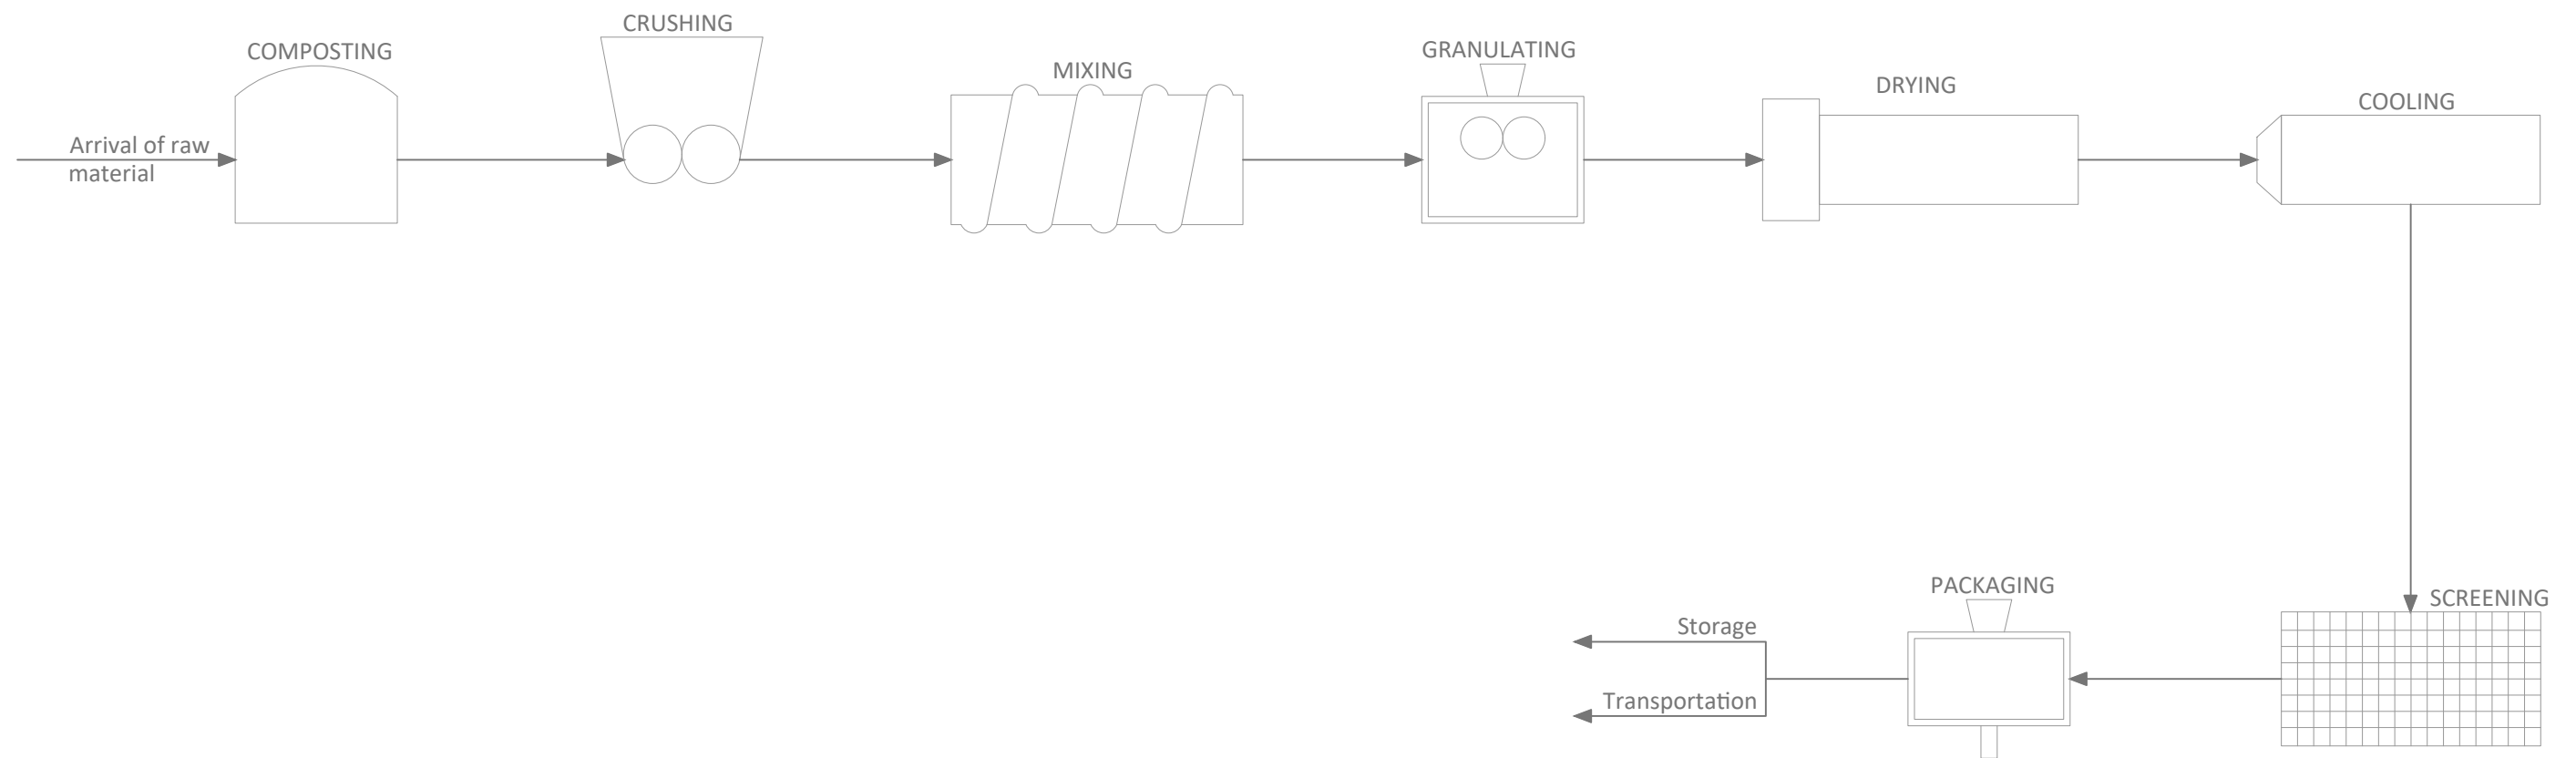 COMPOSTING
CRUSHING
MIXING
GRANULATING
DRYING
COOLING
Arrival of raw
material
PACKAGING
SCREENING
Storage
Transportation